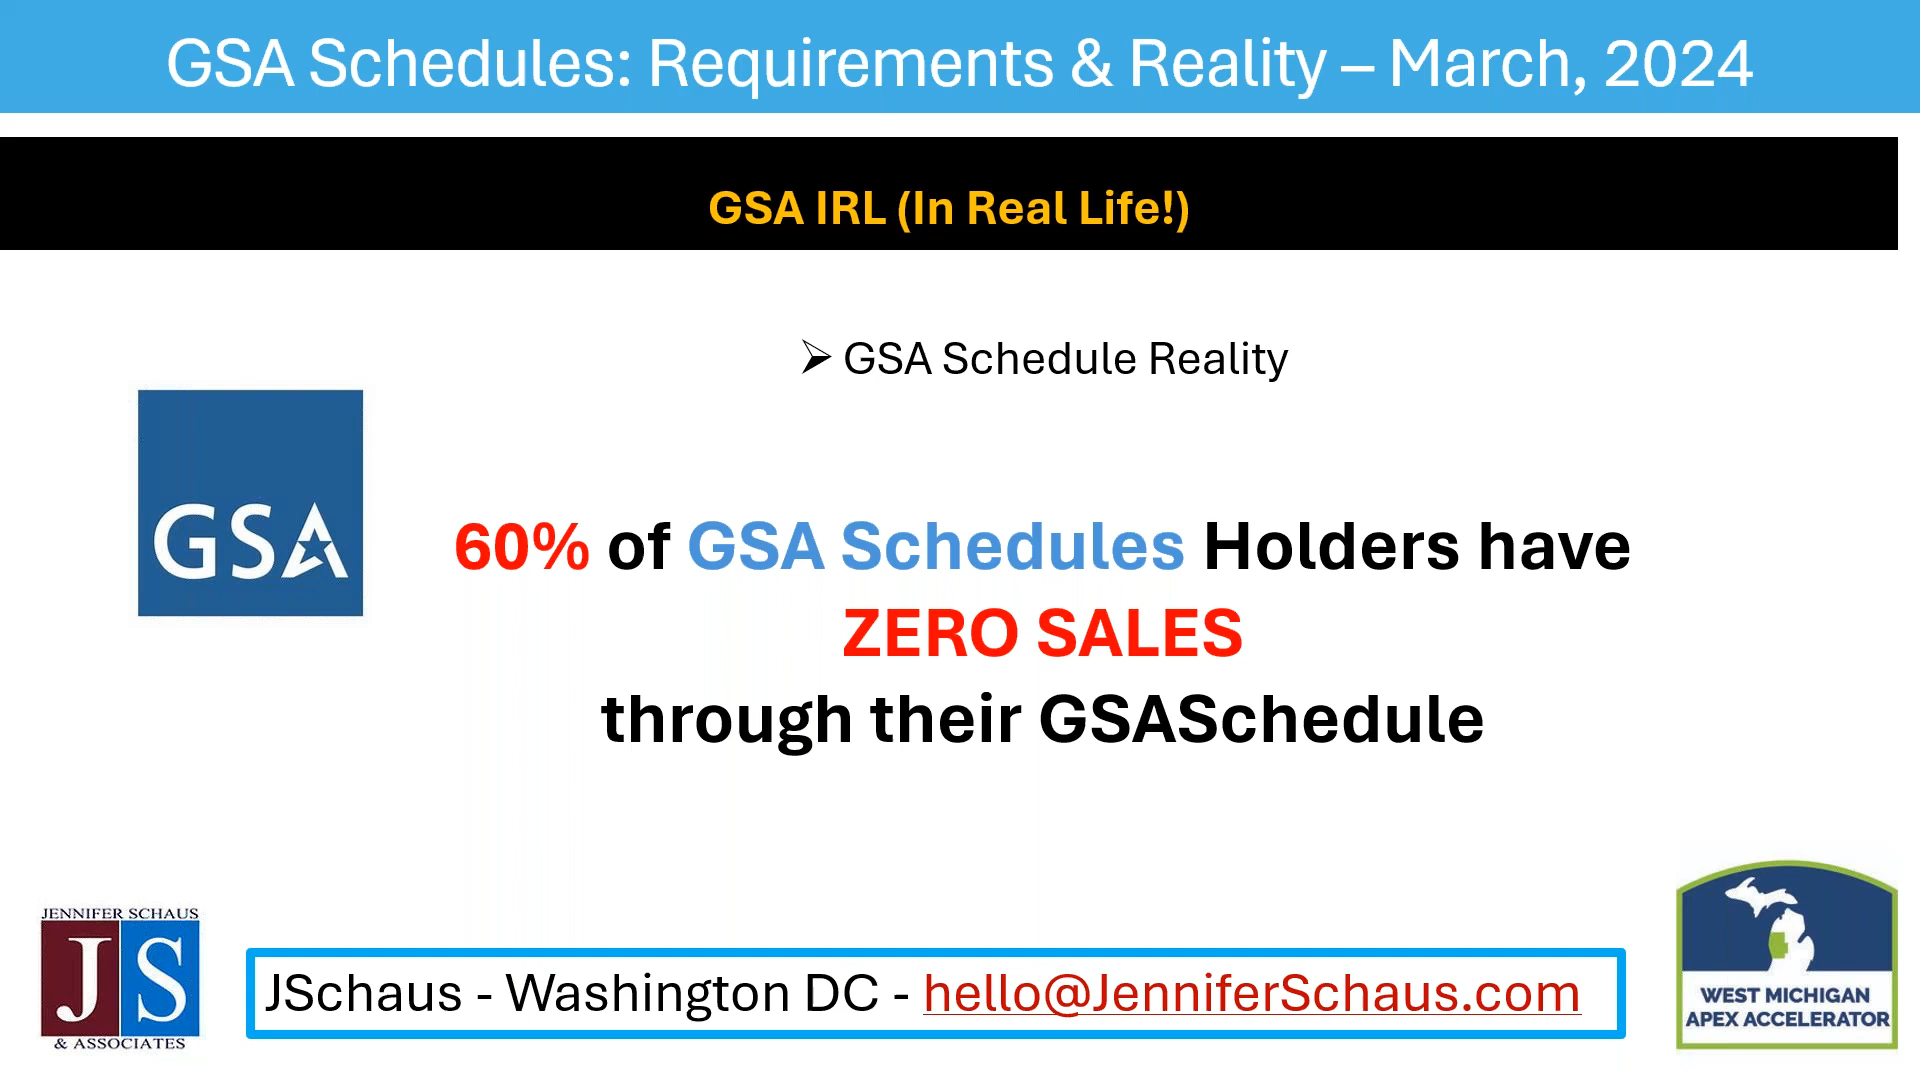 GSA Schedules: Requirements & Reality – March, 2024
GSA IRL (In Real Life!)
➢ GSA Schedule Reality
GSA
60% of GSA Schedules Holders have
ZERO SALES
through their GSASchedule
JENNIFER SCHAUS
JS
& ASSOCIATES
JSchaus - Washington DC - hello@JenniferSchaus.com
WEST MICHIGAN
APEX ACCELERATOR